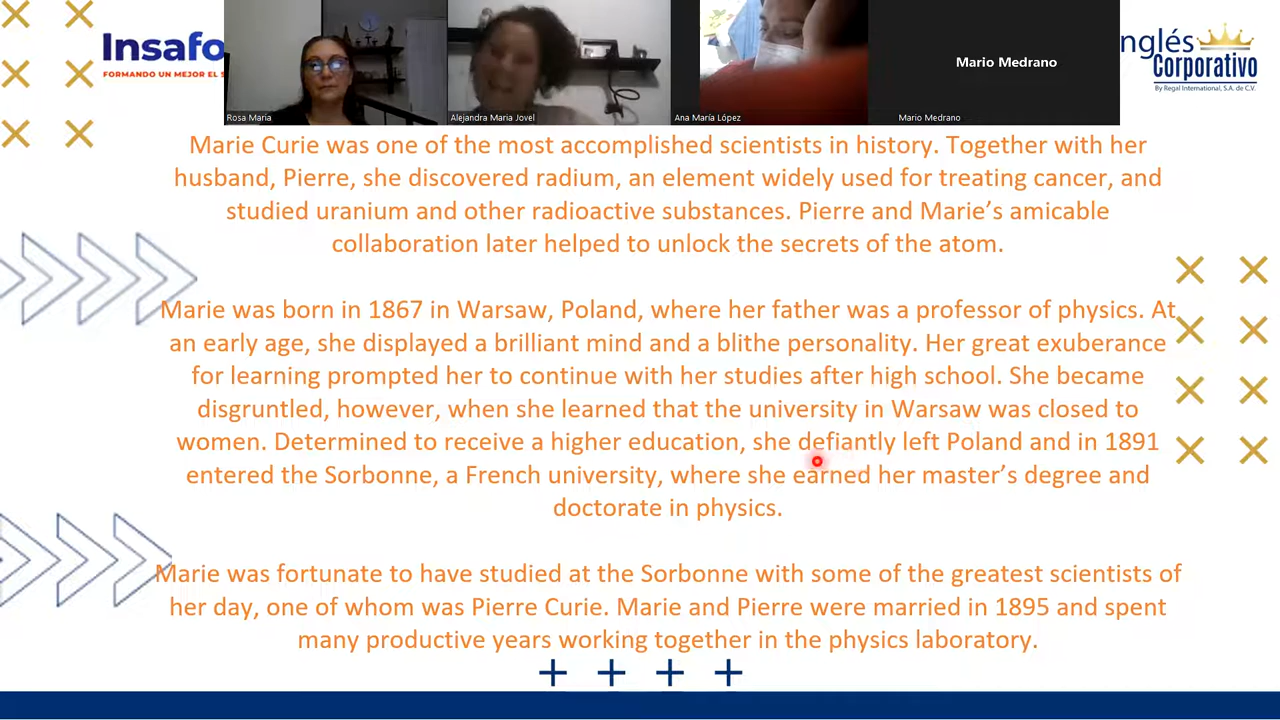 Insafo
FORMANDO UN MEJOR EL S
Rosa Maria
Alejandra Maria Jovel
Ana María López
Mario Medrano
Mario Medrano
nglés
Corporativo
By Regal International, S.A. de C.V.
Marie Curie was one of the most accomplished scientists in history. Together with her
husband, Pierre, she discovered radium, an element widely used for treating cancer, and
studied uranium and other radioactive substances. Pierre and Marie’s amicable
collaboration later helped to unlock the secrets of the atom.
Marie was born in 1867 in Warsaw, Poland, where her father was a professor of physics. At
an early age, she displayed a brilliant mind and a blithe personality. Her great exuberance
for learning prompted her to continue with her studies after high school. She became
disgruntled, however, when she learned that the university in Warsaw was closed to
women. Determined to receive a higher education, she defiantly left Poland and in 1891
entered the Sorbonne, a French university, where she earned her master’s degree and
doctorate in physics.
Marie was fortunate to have studied at the Sorbonne with some of the greatest scientists of
her day, one of whom was Pierre Curie. Marie and Pierre were married in 1895 and spent
many productive years working together in the physics laboratory.